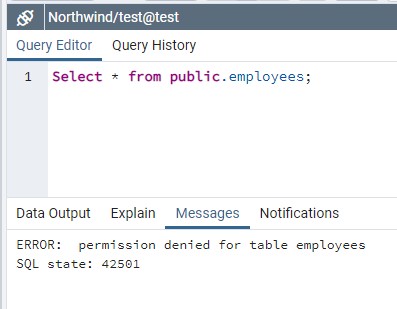 Northwind/test@test
Query Editor Query History
1 Select * from public.employees;
Data Output Explain Messages Notifications
ERROR:  permission denied for table employees
SQL state: 42501